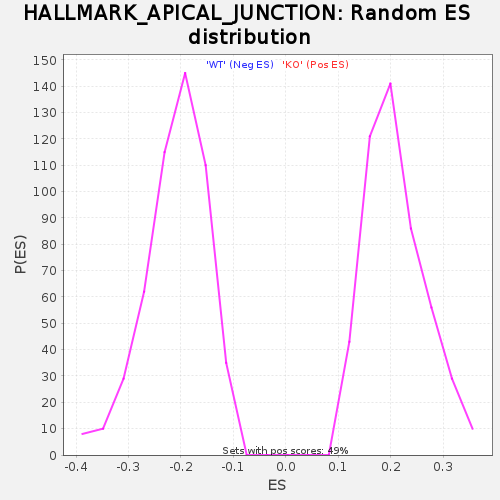 HALLMARK_APICAL_JUNCTION: Random ES
distribution
'WT' (Neg ES) 'KO' (Pos ES)
150
140
130
120
110
100
90
80
70
60
50
40
30
20
10
0
P(ES)
Sets with pos scores: 49%
-0.4 -0.3 -0.2 -0.1 0.0 0.1 0.2 0.3
ES